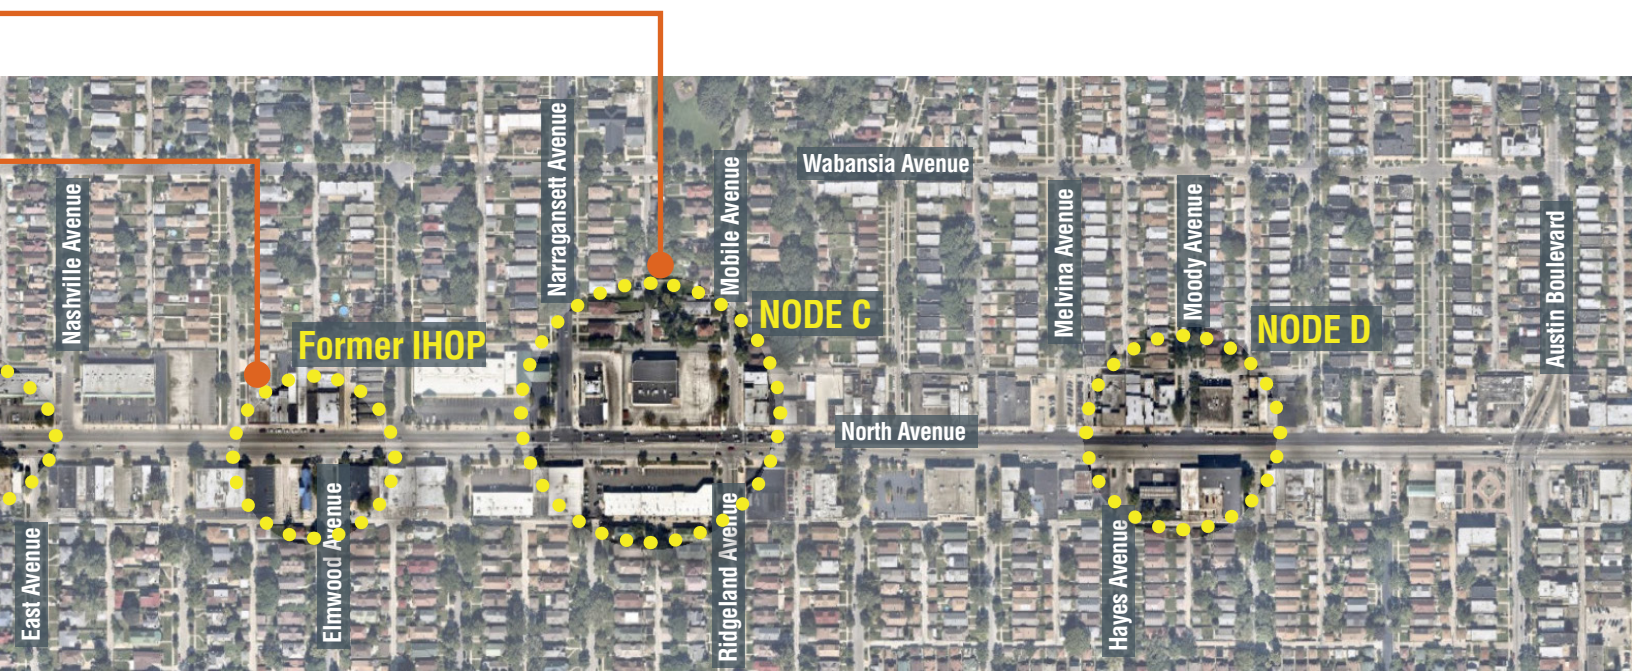 Narragansett Avenue
Mobile Avenue
Wabansia Avenue
Nashville Avenue
Melvina Avenue
Moody Avenue
Austin Boulevard
NODE C
NODE D
Former IHOP
North Avenue
East Avenue
Elmwood Avenue
Ridgeland Avenue
Hayes Avenue